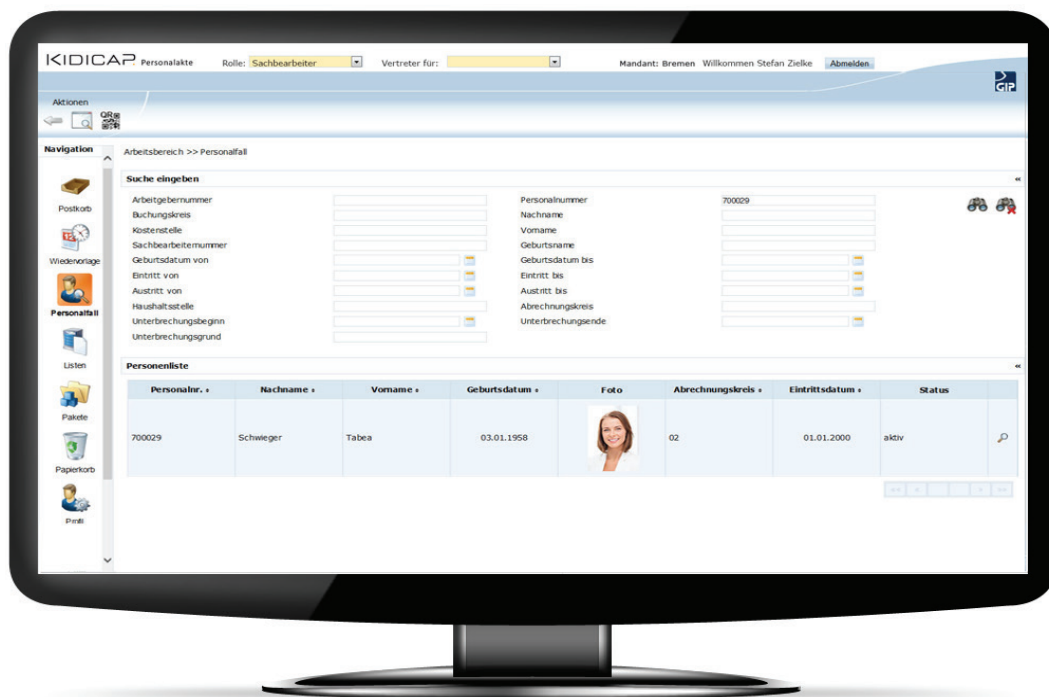 KIDICAP. Personalakte Rolle: Sachbearbeiter Vertreter für: Mandant: Bremen Willkommen Stefan Zielke Abmelden
GIP
Aktionen
QR
Navigation
Arbeitsbereich >> Personalfall
Postkorb
Wiedervorlage
Personalfall
Listen
Pakete
Papierkorb
Profil
Suche eingeben «
Arbeitgebernummer Personalnummer 700029
Buchungskreis Nachname
Kostenstelle Vorname
Sachbearbeiternummer Geburtsname
Geburtsdatum von Geburtsdatum bis
Eintritt von Eintritt bis
Austritt von Austritt bis
Haushaltsstelle Abrechnungskreis
Unterbrechungsbeginn Unterbrechungsende
Unterbrechungsgrund
Personenliste «
Personalnr. Nachname Vorname Geburtsdatum Foto Abrechnungskreis Eintrittsdatum Status
700029 Schwieger Tabea 03.01.1958 02 01.01.2000 aktiv